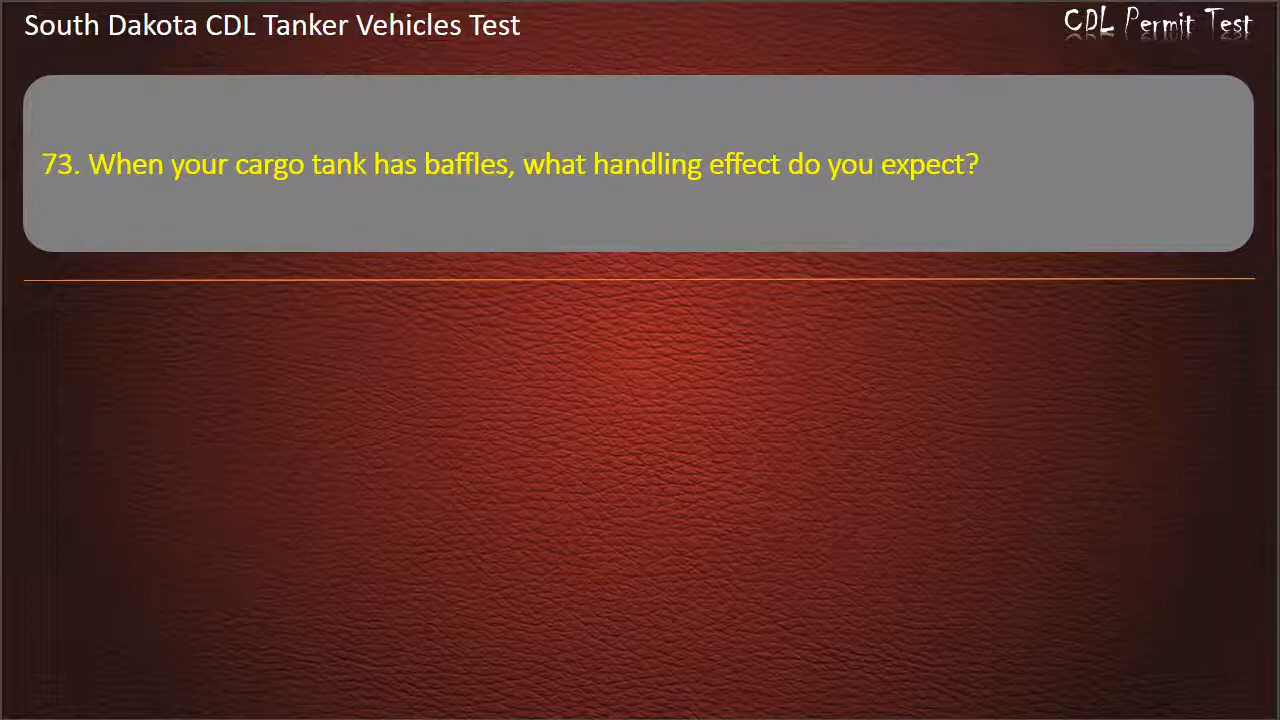 South Dakota CDL Tanker Vehicles Test
CDL Permit Test
73. When your cargo tank has baffles, what handling effect do you expect?